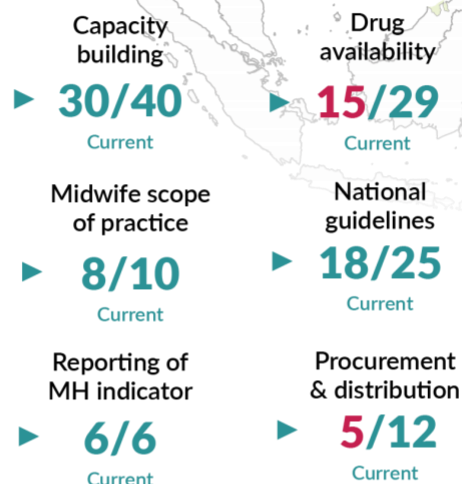 Capacity
building
30/40
Current
Drug
availability
15/29
Current
Midwife scope
of practice
8/10
Current
National
guidelines
18/25
Current
Reporting of
MH indicator
6/6
Current
Procurement
& distribution
5/12
Current